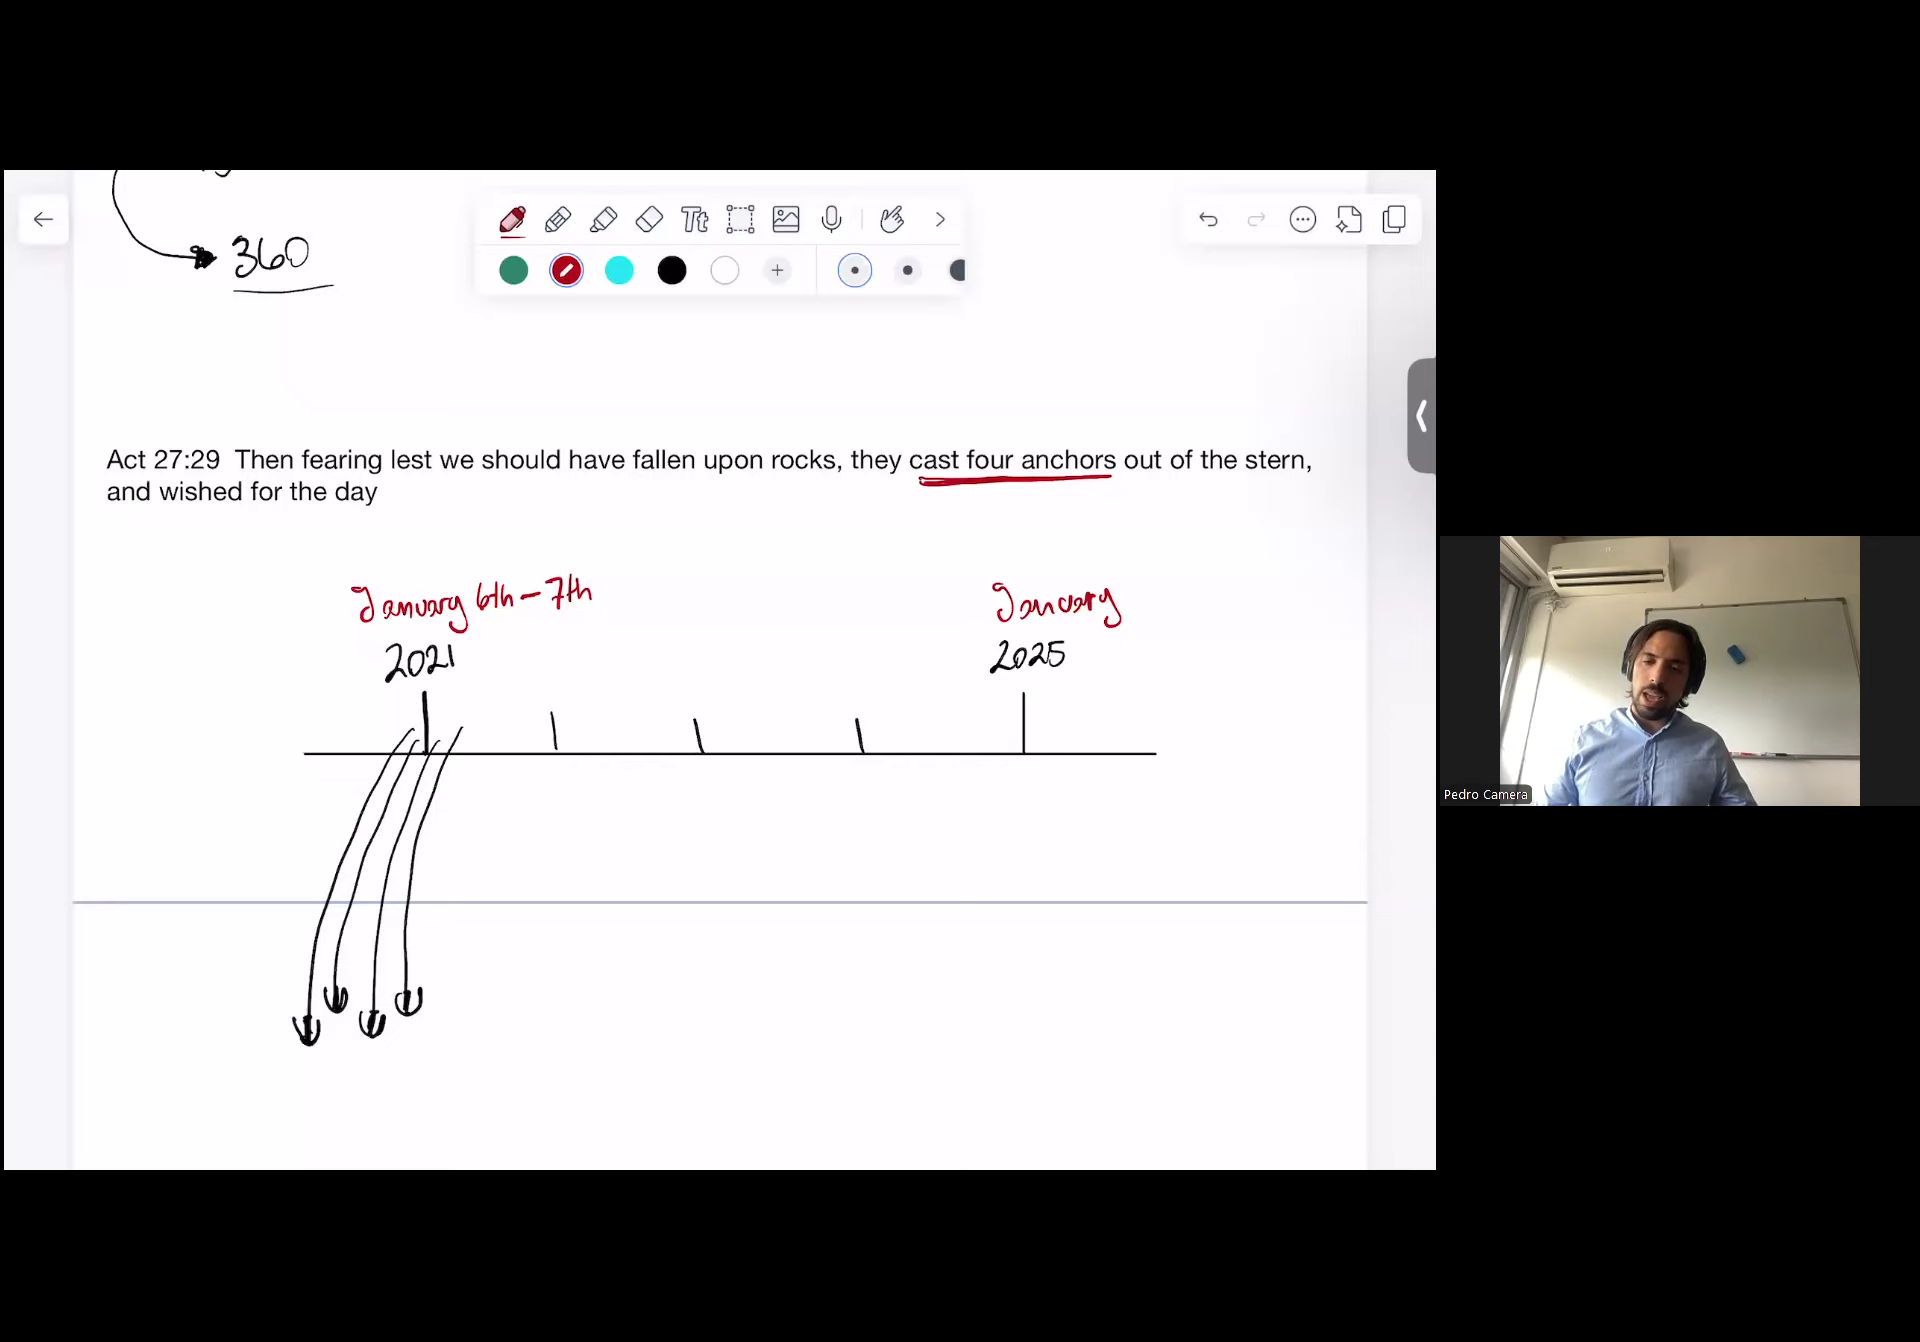 360
Act 27:29 Then fearing lest we should have fallen upon rocks, they cast four anchors out of the stern,
and wished for the day
January 6th - 7th
January
2021
2025
Tt
Pedro Camera